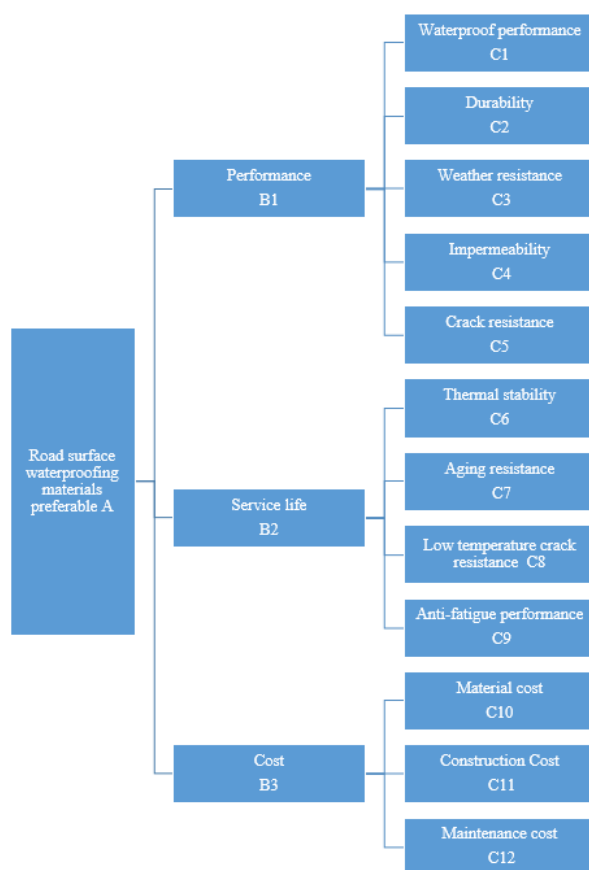 Waterproof performance
C1
Durability
C2
Performance
B1
Weather resistance
C3
Impermeability
C4
Crack resistance
C5
Road surface
waterproofing
materials
preferable A
Thermal stability
C6
Aging resistance
C7
Service life
B2
Low temperature crack
resistance C8
Anti-fatigue performance
C9
Material cost
C10
Cost
B3
Construction Cost
C11
Maintenance cost
C12